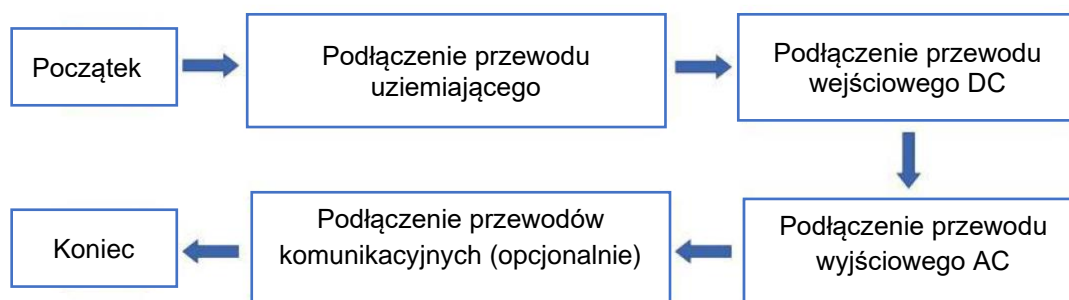 Początek
Podłączenie przewodu
uziemiającego
Podłączenie przewodu
wejściowego DC
Podłączenie przewodu
wyjściowego AC
Podłączenie przewodów
komunikacyjnych (opcjonalnie)
Koniec